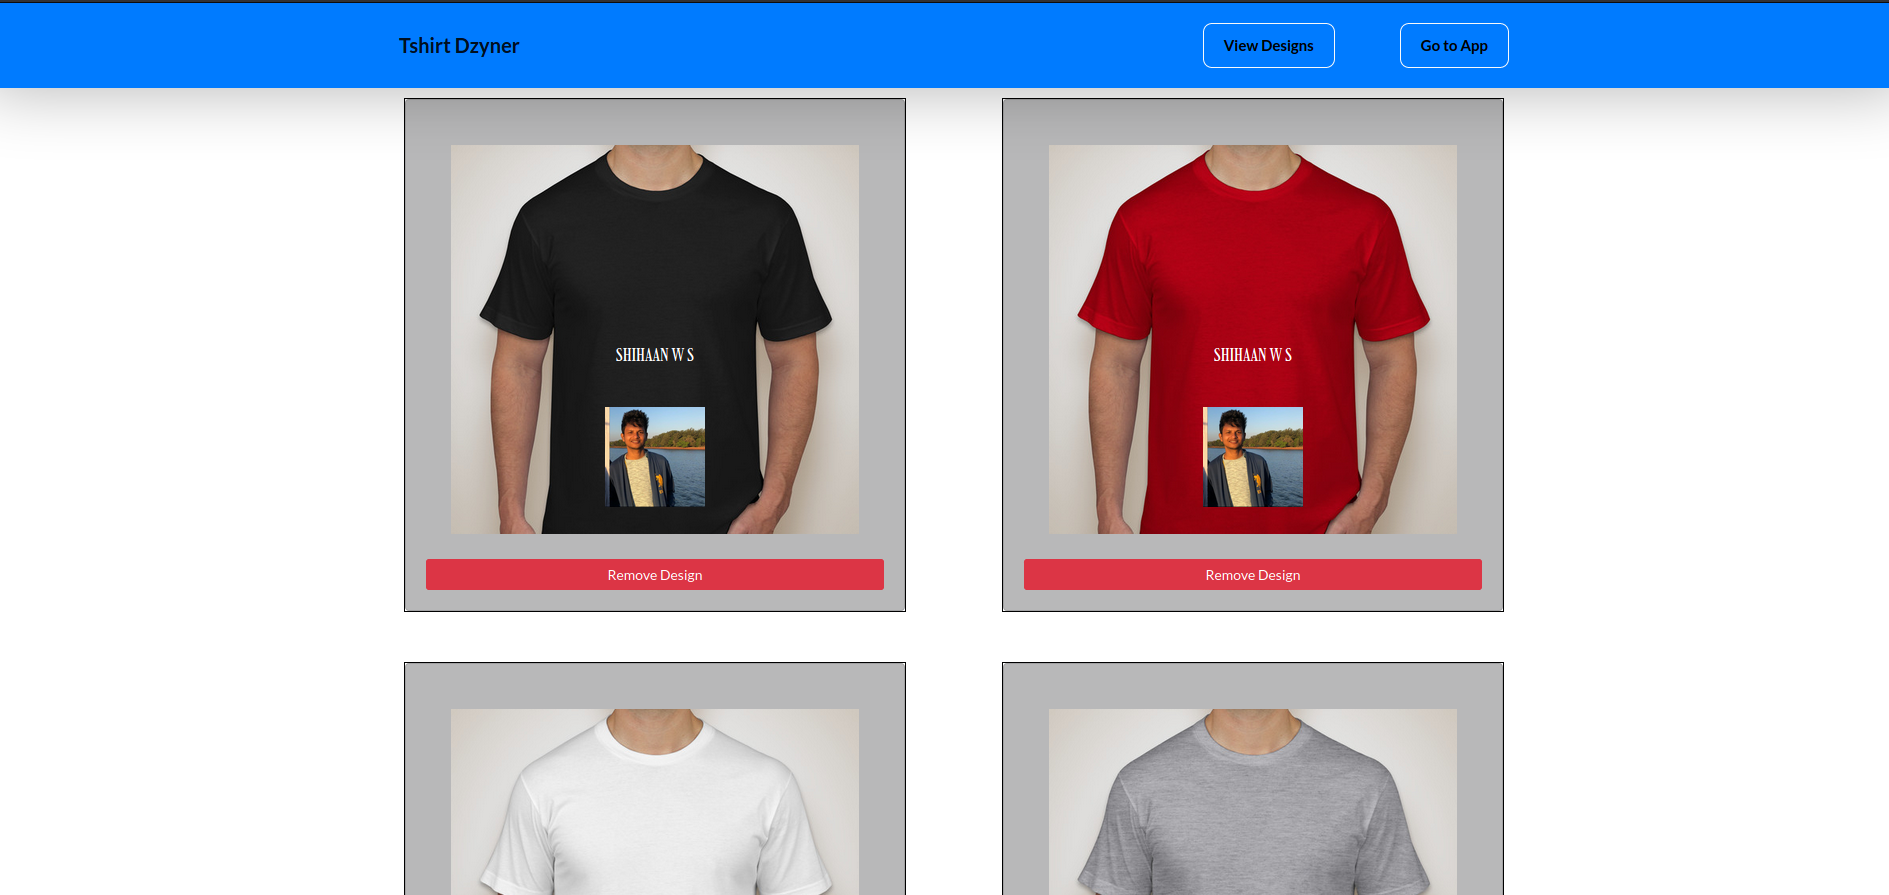 Tshirt Dzyner
View Designs
Go to App
SHIHAAN W S
SHIHAAN W S
Remove Design
Remove Design